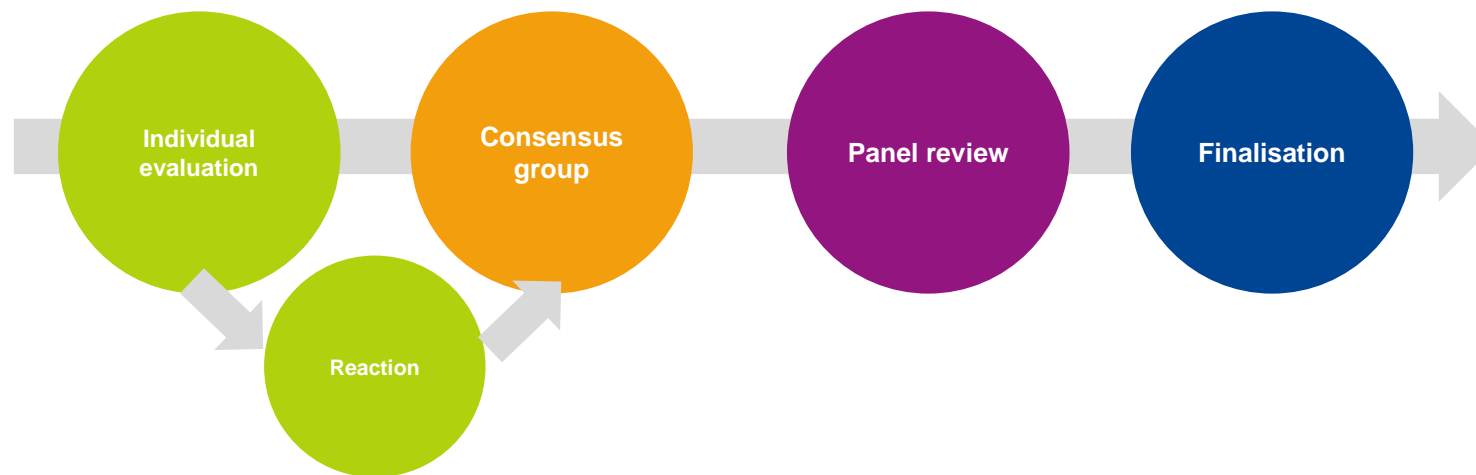 Individual
evaluation
Consensus
group
Panel review
Finalisation
Reaction